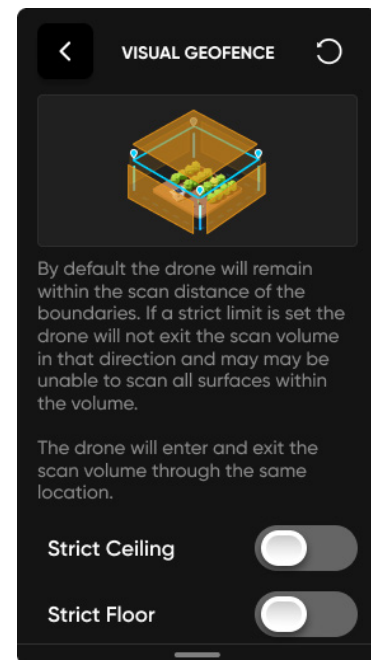 VISUAL GEOFENCE
By default the drone will remain
within the scan distance of the
boundaries. If a strict limit is set the
drone will not exit the scan volume
in that direction and may may be
unable to scan all surfaces within
the volume.
The drone will enter and exit the
scan volume through the same
location.
Strict Ceiling
Strict Floor